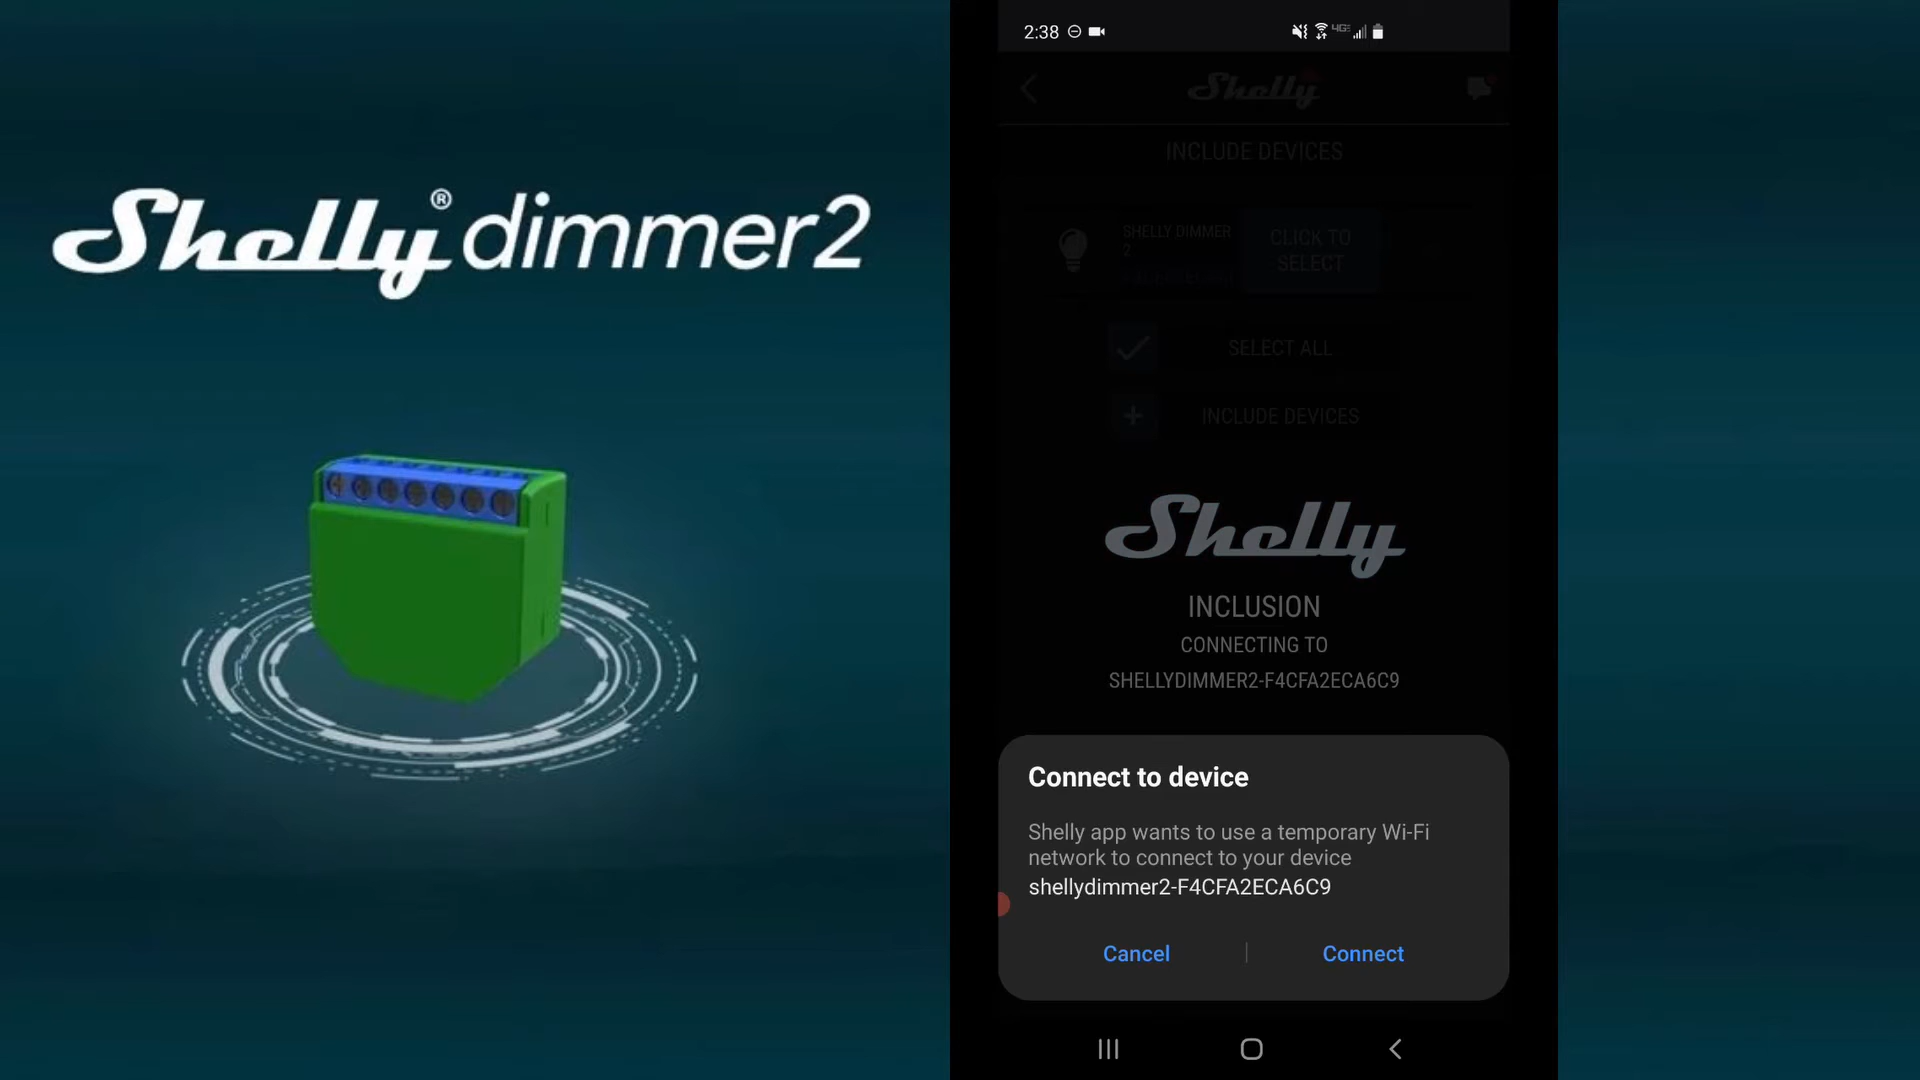 Shelly® dimmer2
2:38
4G
Shelly
INCLUDE DEVICES
SHELLY DIMMER
2
CLICK TO
SELECT
SELECT ALL
INCLUDE DEVICES
Shelly
INCLUSION
CONNECTING TO
SHELLYDIMMER2-F4CFA2ECA6C9
Connect to device
Shelly app wants to use a temporary Wi-Fi
network to connect to your device
shellydimmer2-F4CFA2ECA6C9
Cancel
Connect